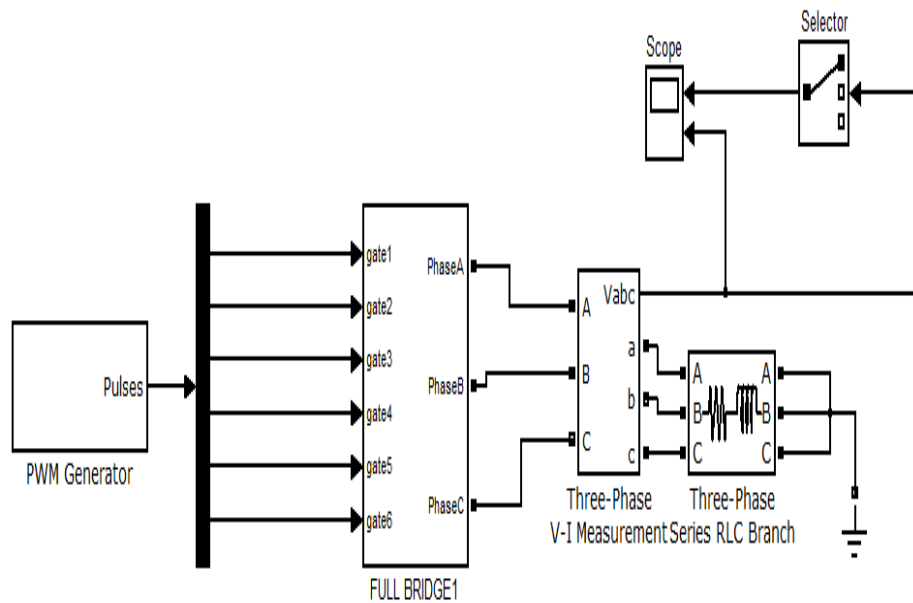 Selector
Scope
gate1
gate2
gate3
gate4
gate5
gate6
PhaseA
PhaseB
PhaseC
Vabc
A
B
C
a
b
c
A
B
C
A
B
C
Pulses
PWM Generator
FULL BRIDGE1
Three-Phase
V-I Measurement
Three-Phase
Series RLC Branch